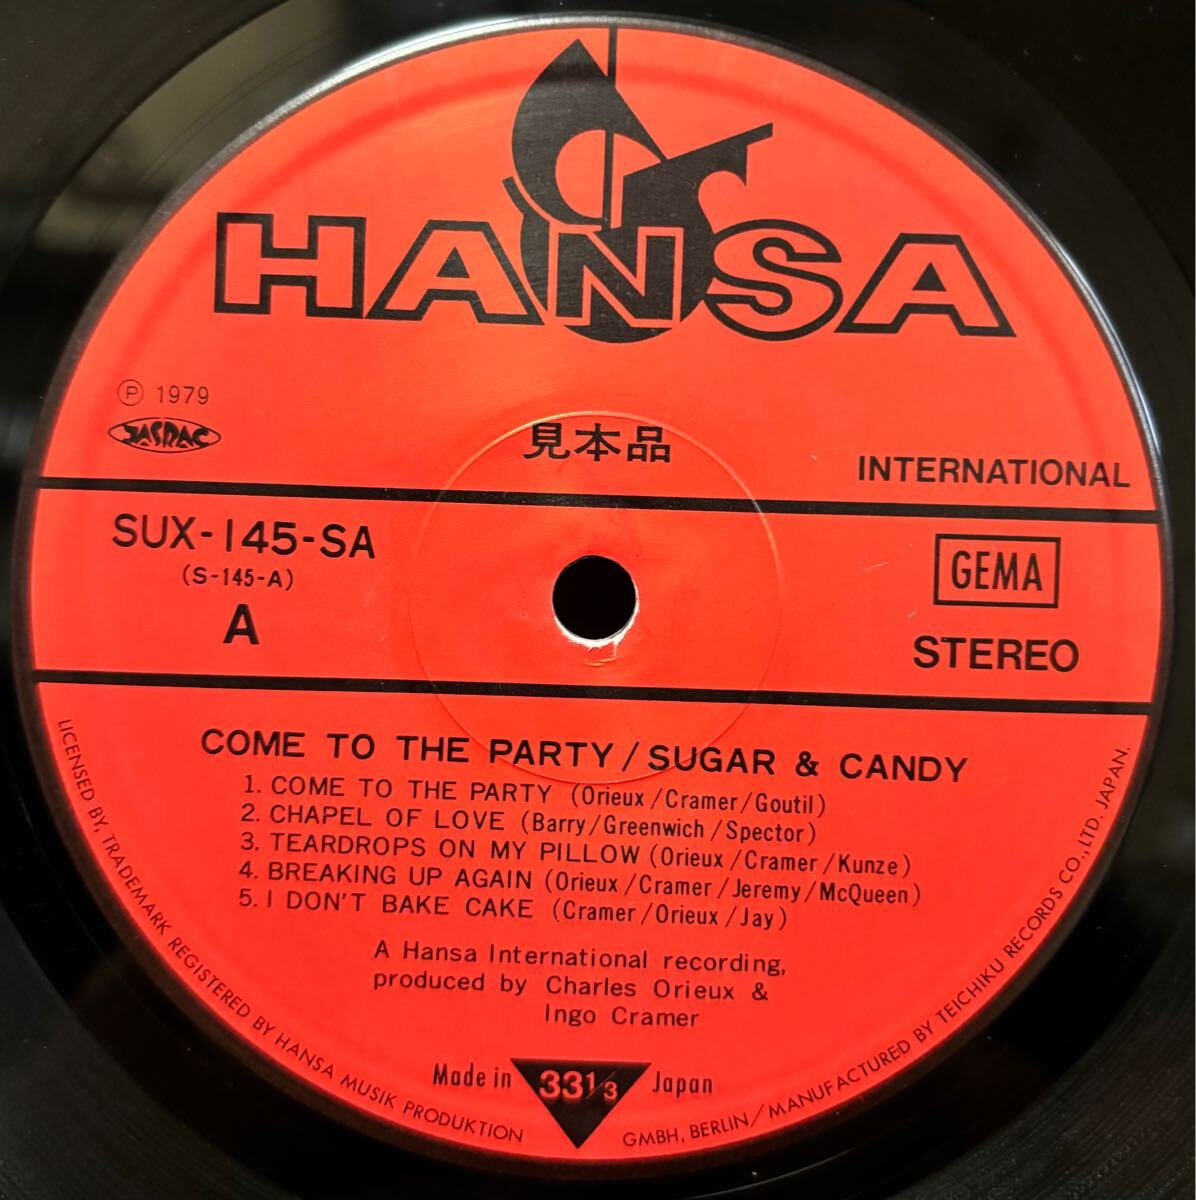 HANSA
Ⓟ 1979
JASRAC
見本品
INTERNATIONAL
SUX-145-SA
(S-145-A)
A
GEMA
STEREO
COME TO THE PARTY/SUGAR & CANDY
1. COME TO THE PARTY (Orieux/Cramer/Goutil)
2. CHAPEL OF LOVE (Barry/Greenwich/Spector)
3. TEARDROPS ON MY PILLOW (Orieux/Cramer/Kunze)
4. BREAKING UP AGAIN (Orieux/Cramer/Jeremy/McQueen)
5. I DON'T BAKE CAKE (Cramer/Orieux/Jay)
A Hansa International recording,
produced by Charles Orieux &
Ingo Cramer
Made in 33 1/3 Japan
LICENSED BY, TRADEMARK REGISTERED BY HANSA MUSIK PRODUKTION GMBH, BERLIN/MANUFACTURED BY TEICHIKU RECORDS CO., LTD. JAPAN.